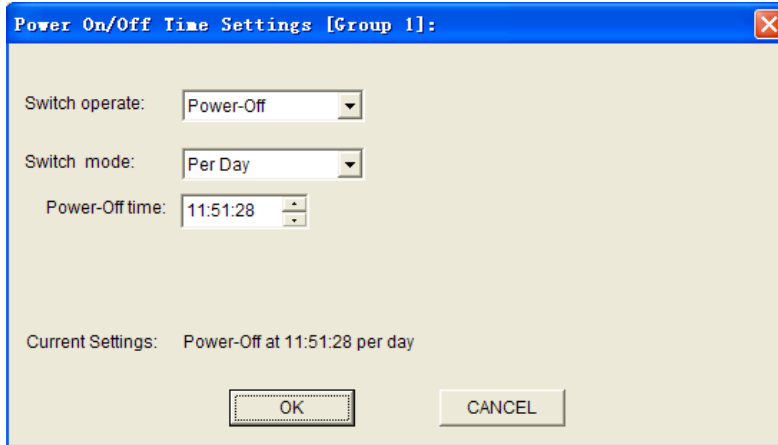 Power On/Off Time Settings [Group 1]:
Switch operate: Power-Off
Switch mode: Per Day
Power-Off time: 11:51:28
Current Settings: Power-Off at 11:51:28 per day
OK CANCEL